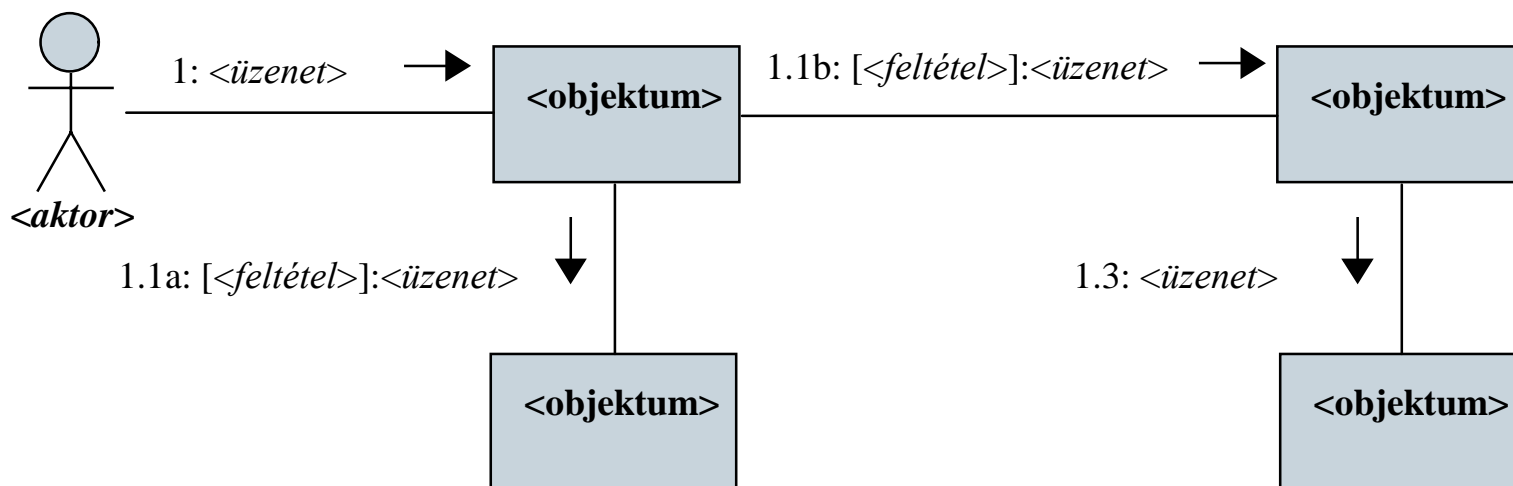 1: <üzenet>
1.1b: [<feltétel>]:<üzenet>
<objektum>
<objektum>
<aktor>
1.1a: [<feltétel>]:<üzenet>
1.3: <üzenet>
<objektum>
<objektum>